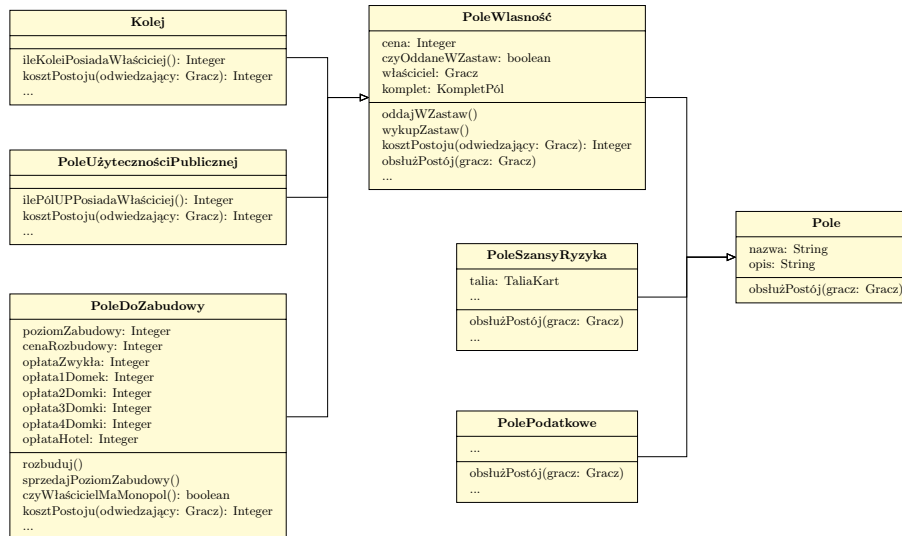 Kolej
ileKoleiPosiadaWłaściciej(): Integer
kosztPostoju(odwiedzający: Gracz): Integer
...
PoleUżytecznościPublicznej
ilePólUPPosiadaWłaściciej(): Integer
kosztPostoju(odwiedzający: Gracz): Integer
...
PoleDoZabudowy
poziomZabudowy: Integer
cenaRozbudowy: Integer
opłataZwykła: Integer
opłata1Domek: Integer
opłata2Domki: Integer
opłata3Domki: Integer
opłata4Domki: Integer
opłataHotel: Integer
rozbuduj()
sprzedajPoziomZabudowy()
czyWłaścicielMaMonopol(): boolean
kosztPostoju(odwiedzający: Gracz): Integer
...
PoleWlasność
cena: Integer
czyOddaneWZastaw: boolean
właściciel: Gracz
komplet: KompletPól
oddajWZastaw()
wykupZastaw()
kosztPostoju(odwiedzający: Gracz): Integer
obsłużPostój(gracz: Gracz)
...
PoleSzansyRyzyka
talia: TaliaKart
...
obsłużPostój(gracz: Gracz)
...
PolePodatkowe
...
obsłużPostój(gracz: Gracz)
...
Pole
nazwa: String
opis: String
obsłużPostój(gracz: Gracz)